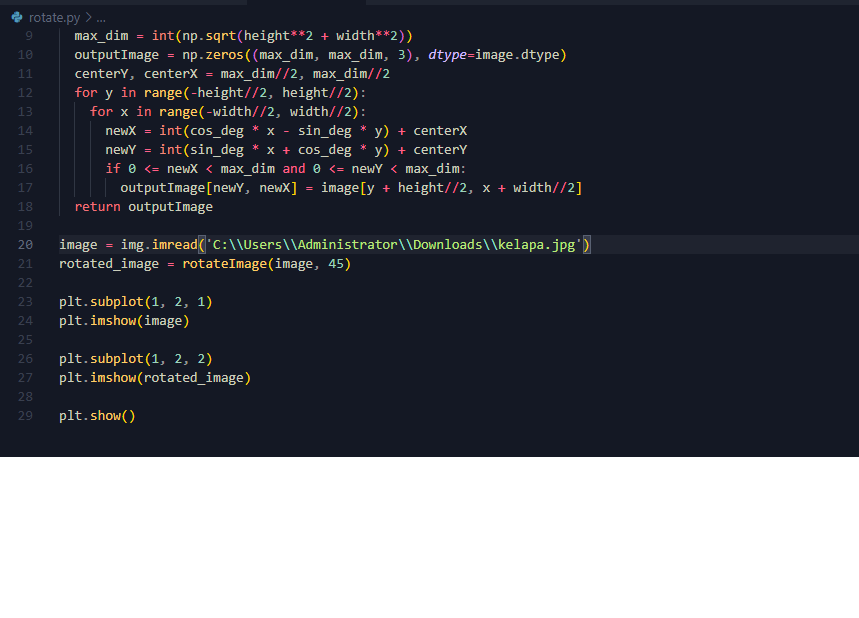 rotate.py > ...
9 max_dim = int(np.sqrt(height**2 + width**2))
10 outputImage = np.zeros((max_dim, max_dim, 3), dtype=image.dtype)
11 centerY, centerX = max_dim//2, max_dim//2
12 for y in range(-height//2, height//2):
13 for x in range(-width//2, width//2):
14 newX = int(cos_deg * x - sin_deg * y) + centerX
15 newY = int(sin_deg * x + cos_deg * y) + centerY
16 if 0 <= newX < max_dim and 0 <= newY < max_dim:
17 outputImage[newY, newX] = image[y + height//2, x + width//2]
18 return outputImage
19
20 image = img.imread('C:\\Users\\Administrator\\Downloads\\kelapa.jpg')
21 rotated_image = rotateImage(image, 45)
22
23 plt.subplot(1, 2, 1)
24 plt.imshow(image)
25
26 plt.subplot(1, 2, 2)
27 plt.imshow(rotated_image)
28
29 plt.show()